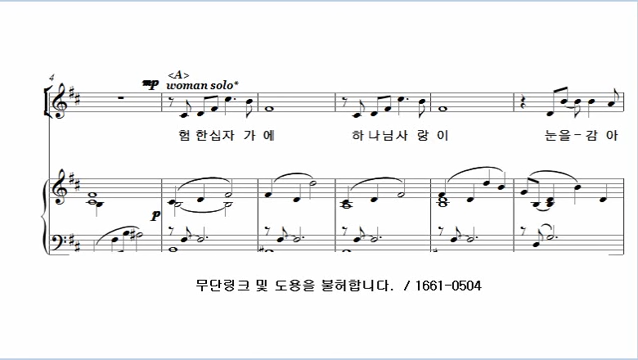 4
mp <A>
woman solo*
험 한 십 자 가 에 하 나 님 사 랑 이 눈 을 - 감 아
p
무단링크 및 도용을 불허합니다. / 1661-0504